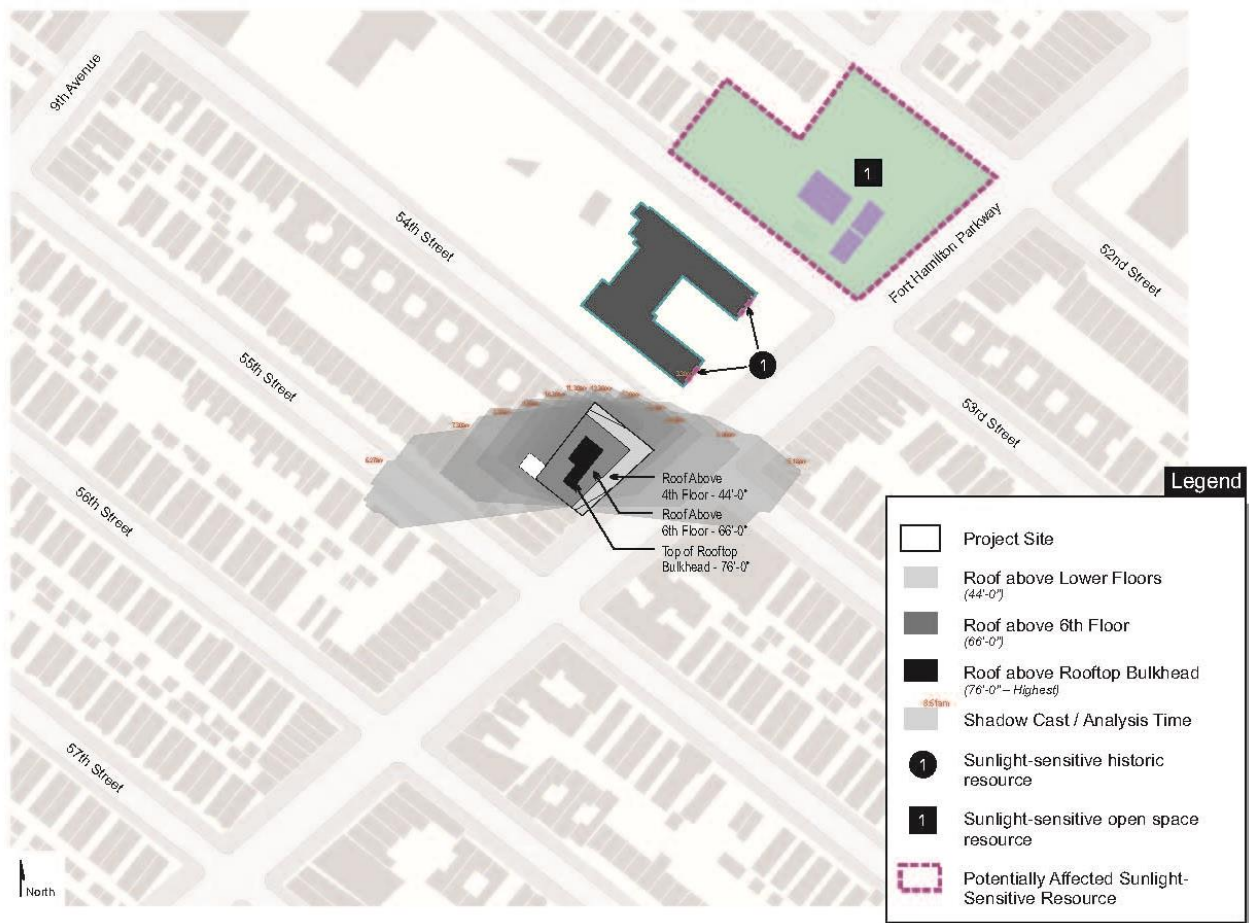 9th Avenue
54th Street
1
Fort Hamilton Parkway
52nd Street
1
55th Street
53rd Street
Roof Above
4th Floor - 44'-0"
Roof Above
6th Floor - 66'-0"
Top of Rooftop
Bulkhead - 76'-0"
56th Street
57th Street
North
Legend
Project Site
Roof above Lower Floors
(44'-0")
Roof above 6th Floor
(66'-0")
Roof above Rooftop Bulkhead
(76'-0" – Highest)
Shadow Cast / Analysis Time
1
Sunlight-sensitive historic
resource
1
Sunlight-sensitive open space
resource
Potentially Affected Sunlight-
Sensitive Resource